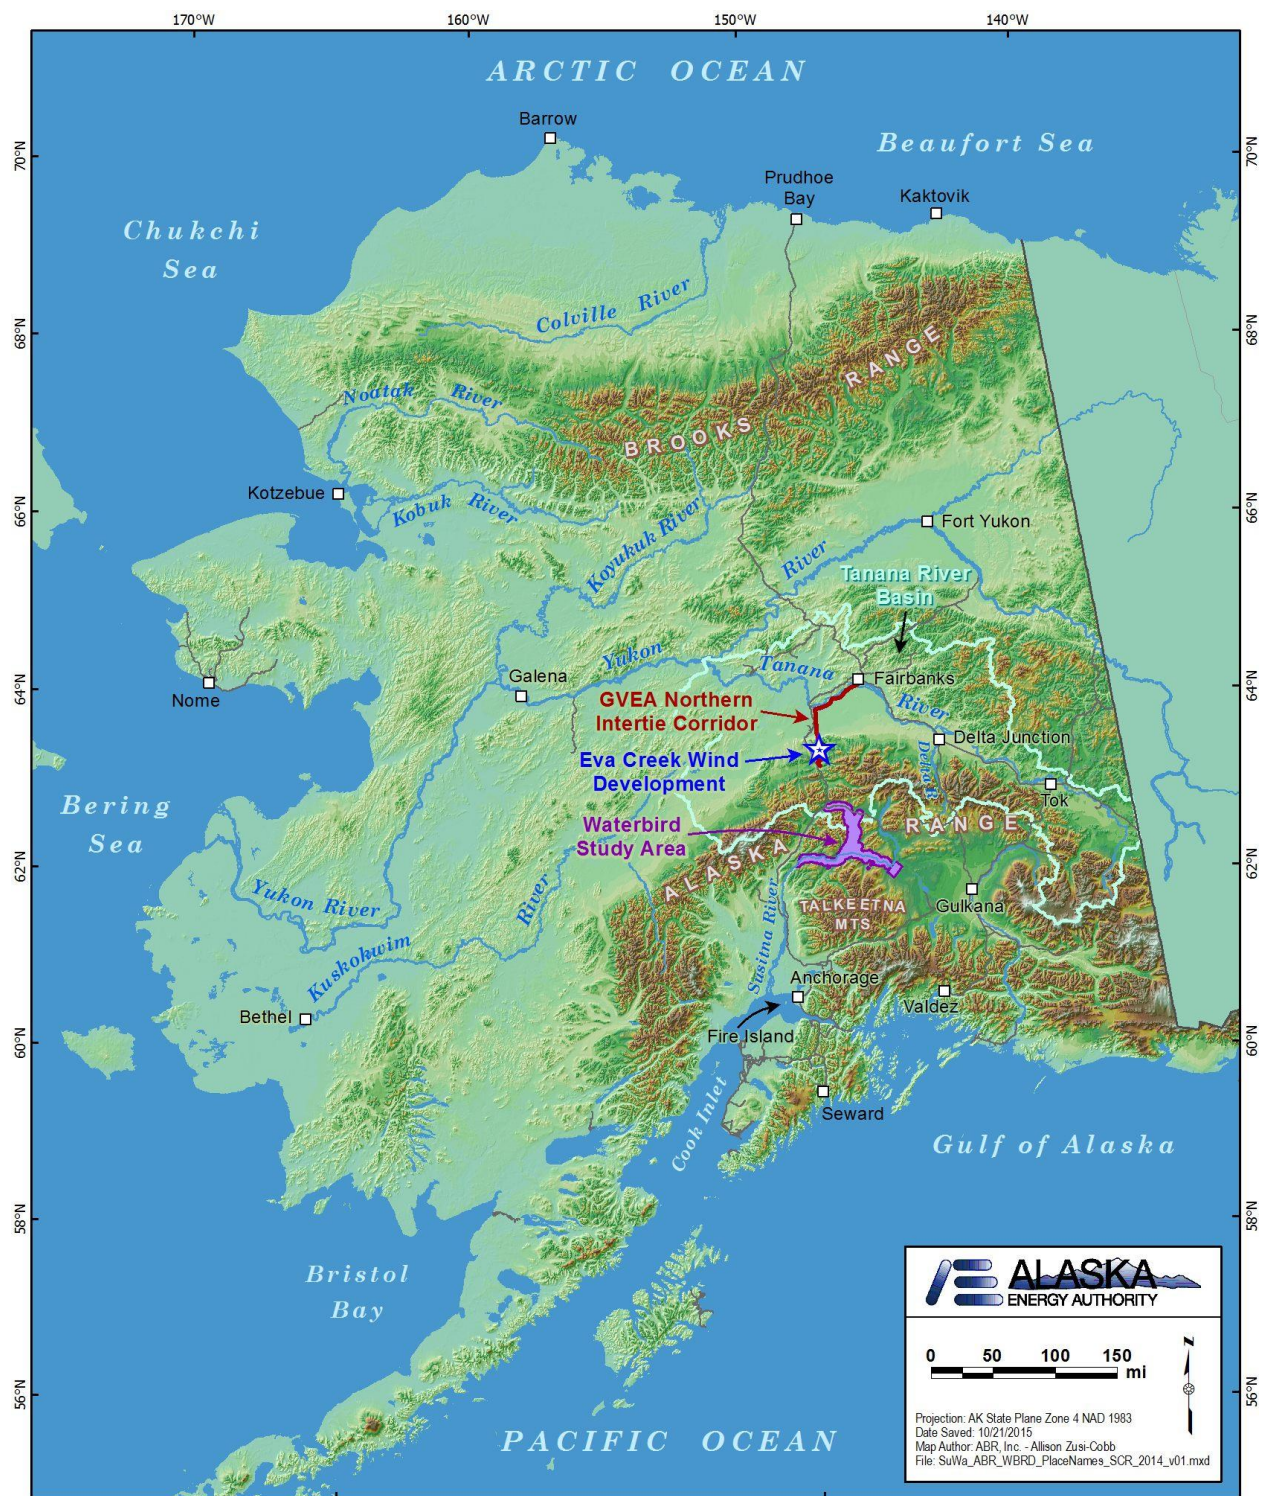 170°W
160°W
150°W
140°W
ARCTIC OCEAN
Barrow
Beaufort Sea
70°N
70°N
Prudhoe
Bay
Kaktovik
Chukchi
Sea
Colville River
68°N
68°N
RANGE
Noatak River
BROOKS
Kotzebue
Kobuk River
66°N
66°N
Koyukuk River
Fort Yukon
River
Tanana River
Basin
Yukon
Tanana
Galena
Fairbanks
64°N
64°N
Nome
GVEA Northern
Intertie Corridor
River
Delta Junction
Eva Creek Wind
Development
Delta R.
Tok
Bering
Sea
Waterbird
Study Area
RANGE
ALASKA
62°N
62°N
Yukon River
River
TALKEETNA
MTS
Gulkana
Kuskokwim
Susitna River
Anchorage
Valdez
Bethel
Fire Island
60°N
60°N
Cook Inlet
Seward
Gulf of Alaska
58°N
58°N
Bristol
Bay
ALASKA
ENERGY AUTHORITY
0 50 100 150
mi
N
56°N
56°N
Projection: AK State Plane Zone 4 NAD 1983
Date Saved: 10/21/2015
Map Author: ABR, Inc. - Allison Zusi-Cobb
File: SuWa_ABR_WBRD_PlaceNames_SCR_2014_v01.mxd
PACIFIC OCEAN